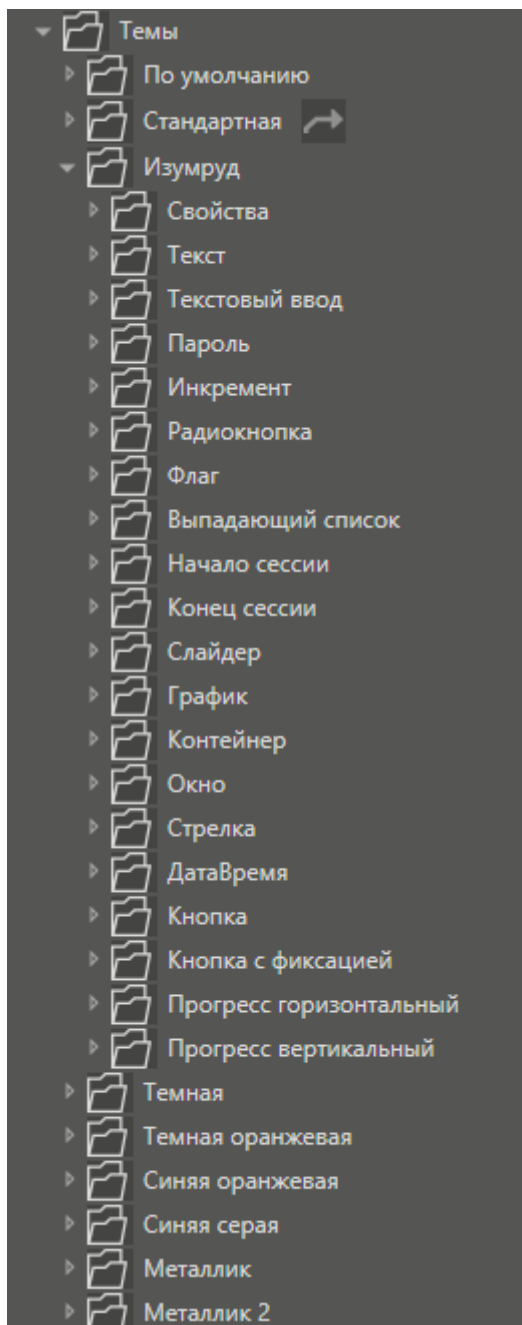 Темы
По умолчанию
Стандартная
Изумруд
Свойства
Текст
Текстовый ввод
Пароль
Инкремент
Радиокнопка
Флаг
Выпадающий список
Начало сессии
Конец сессии
Слайдер
График
Контейнер
Окно
Стрелка
ДатаВремя
Кнопка
Кнопка с фиксацией
Прогресс горизонтальный
Прогресс вертикальный
Темная
Темная оранжевая
Синяя оранжевая
Синяя серая
Металлик
Металлик 2